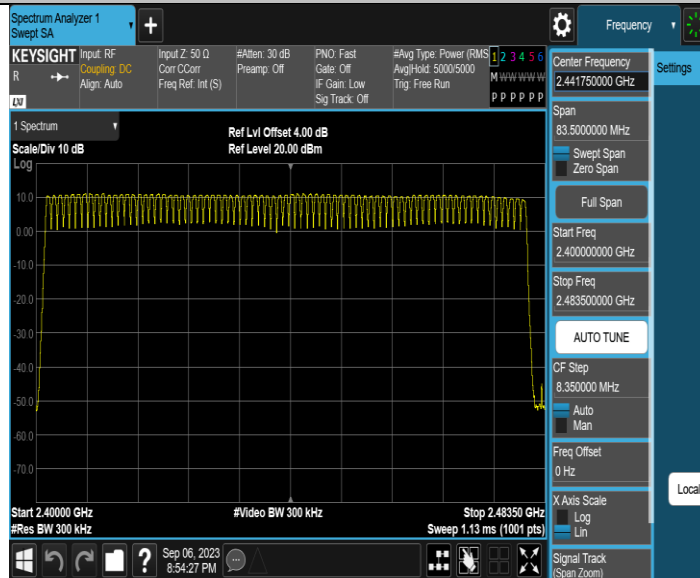 Spectrum Analyzer 1
Swept SA
Frequency
KEYSIGHT
R
LXI
Input: RF
Coupling: DC
Align: Auto
Input Z: 50 Ω
Corr CCorr
Freq Ref: Int (S)
#Atten: 30 dB
Preamp: Off
PNO: Fast
Gate: Off
IF Gain: Low
Sig Track: Off
#Avg Type: Power (RMS
Avg|Hold: 5000/5000
Trig: Free Run
1 2 3 4 5 6
M W W W W W
P P P P P P
1 Spectrum
Scale/Div 10 dB
Log
Ref Lvl Offset 4.00 dB
Ref Level 20.00 dBm
10.0
0.00
-10.0
-20.0
-30.0
-40.0
-50.0
-60.0
-70.0
Start 2.40000 GHz
#Res BW 300 kHz
#Video BW 300 kHz
Stop 2.48350 GHz
Sweep 1.13 ms (1001 pts)
Center Frequency
2.441750000 GHz
Settings
Span
83.5000000 MHz
Swept Span
Zero Span
Full Span
Start Freq
2.400000000 GHz
Stop Freq
2.483500000 GHz
AUTO TUNE
CF Step
8.350000 MHz
Auto
Man
Freq Offset
0 Hz
X Axis Scale
Log
Lin
Local
Signal Track
(Span Zoom)
?
Sep 06, 2023
8:54:27 PM